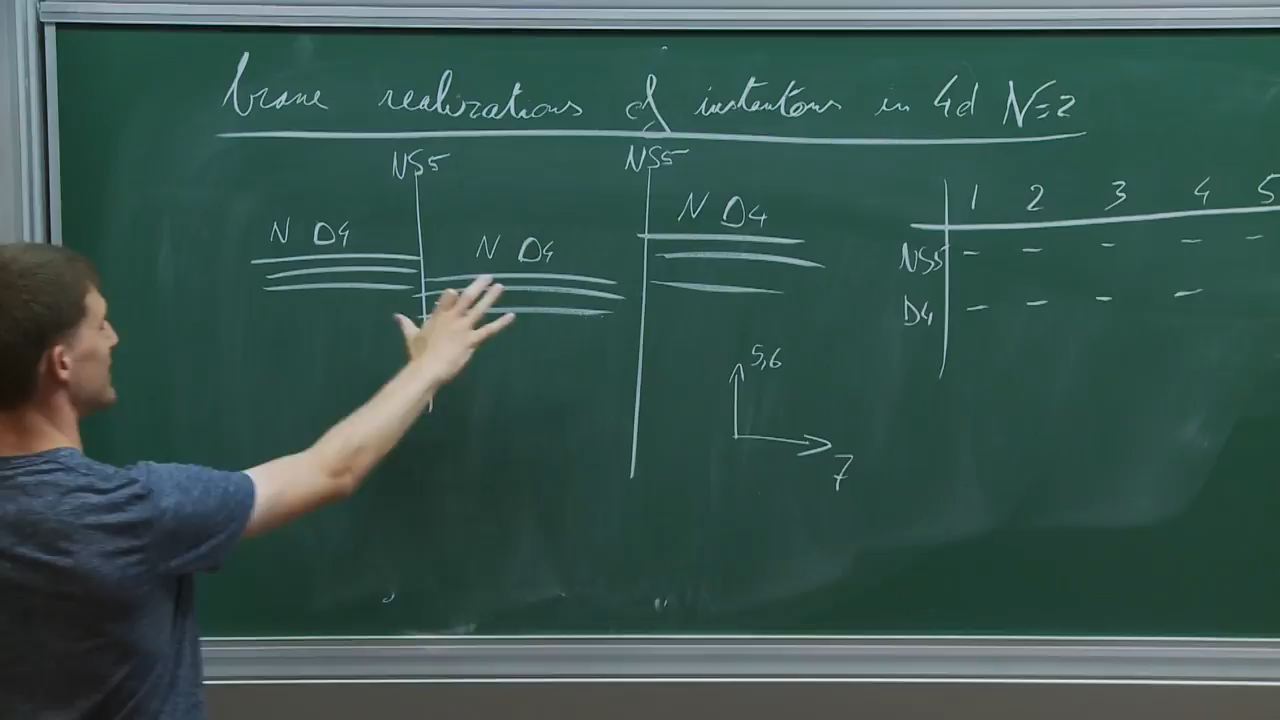 brane realizations of instantons in 4d N=2
NS5 NS5
N D4 N D4 N D4
1 2 3 4 5
NS5 - - - - -
D4 - - - -
5,6
7